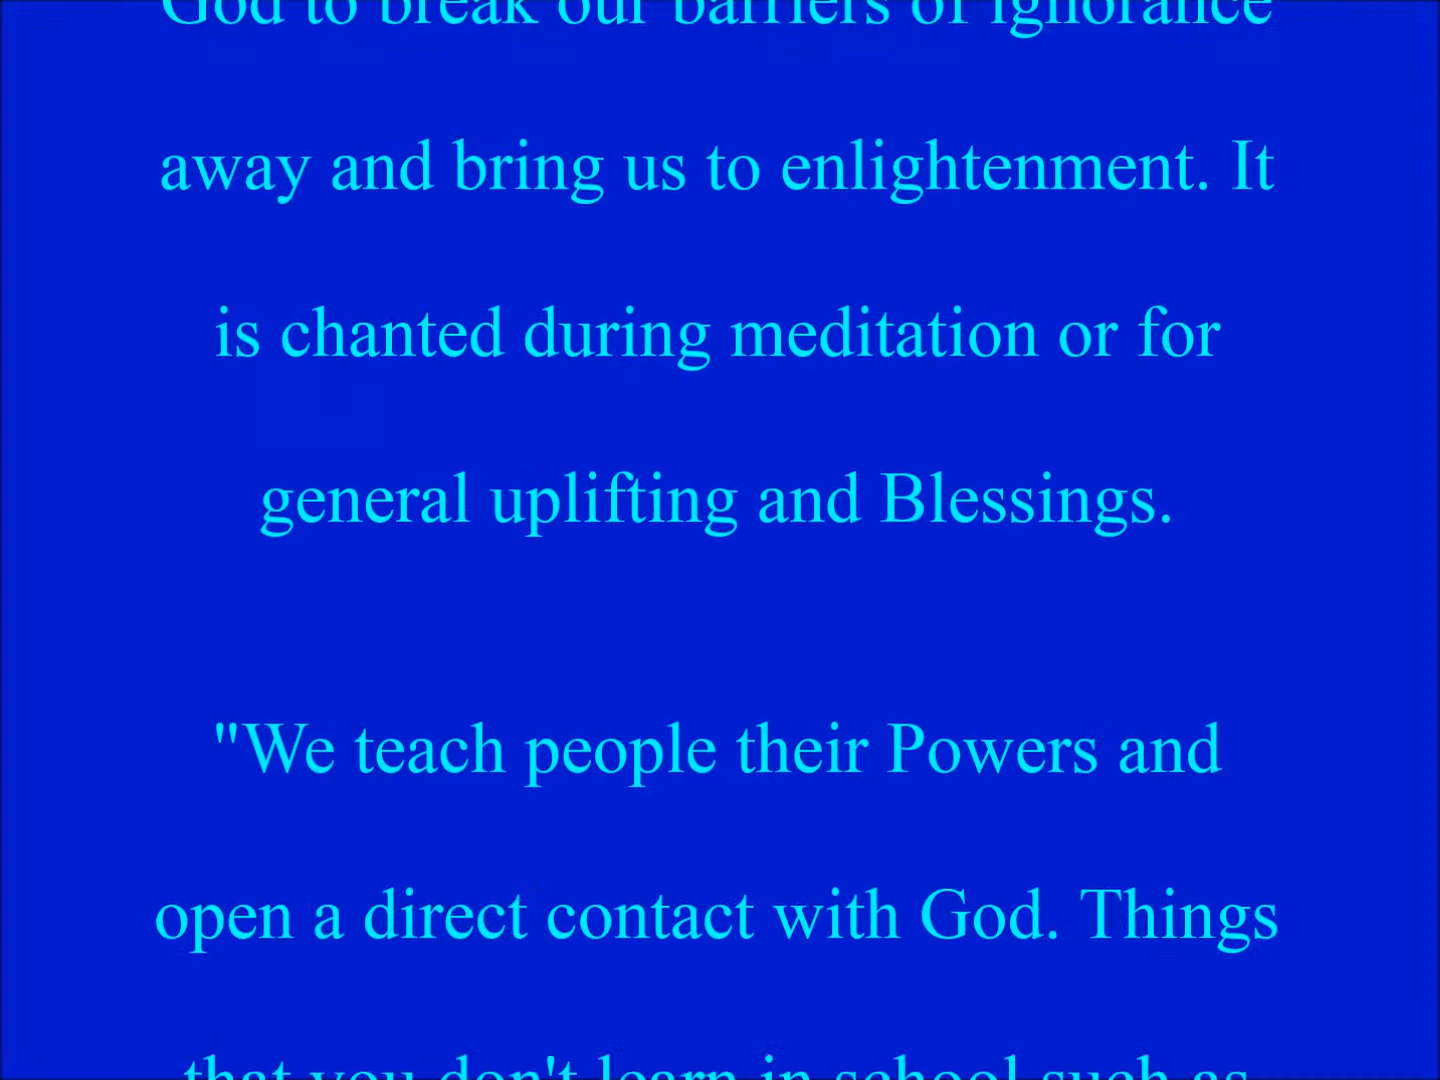 God to break our barriers of ignorance
away and bring us to enlightenment. It
is chanted during meditation or for
general uplifting and Blessings.
"We teach people their Powers and
open a direct contact with God. Things
that you don't learn in school such as